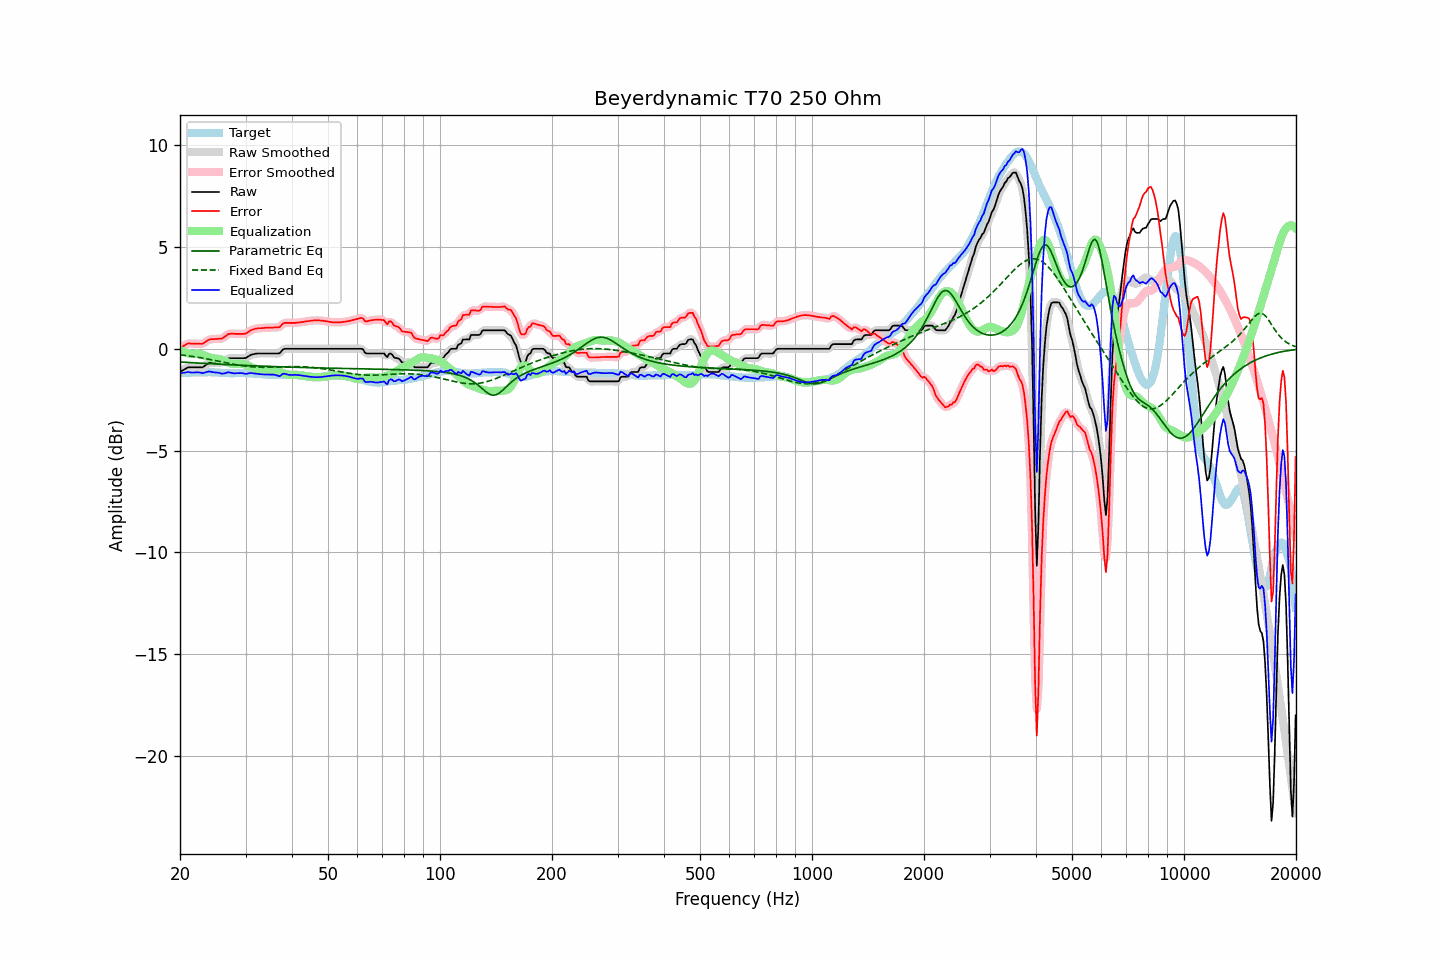 Beyerdynamic T70 250 Ohm
Target
Raw Smoothed
Error Smoothed
Raw
Error
Equalization
Parametric Eq
Fixed Band Eq
Equalized
10
5
0
−5
−10
−15
−20
Amplitude (dBr)
20
50
100
200
500
1000
2000
5000
10000
20000
Frequency (Hz)